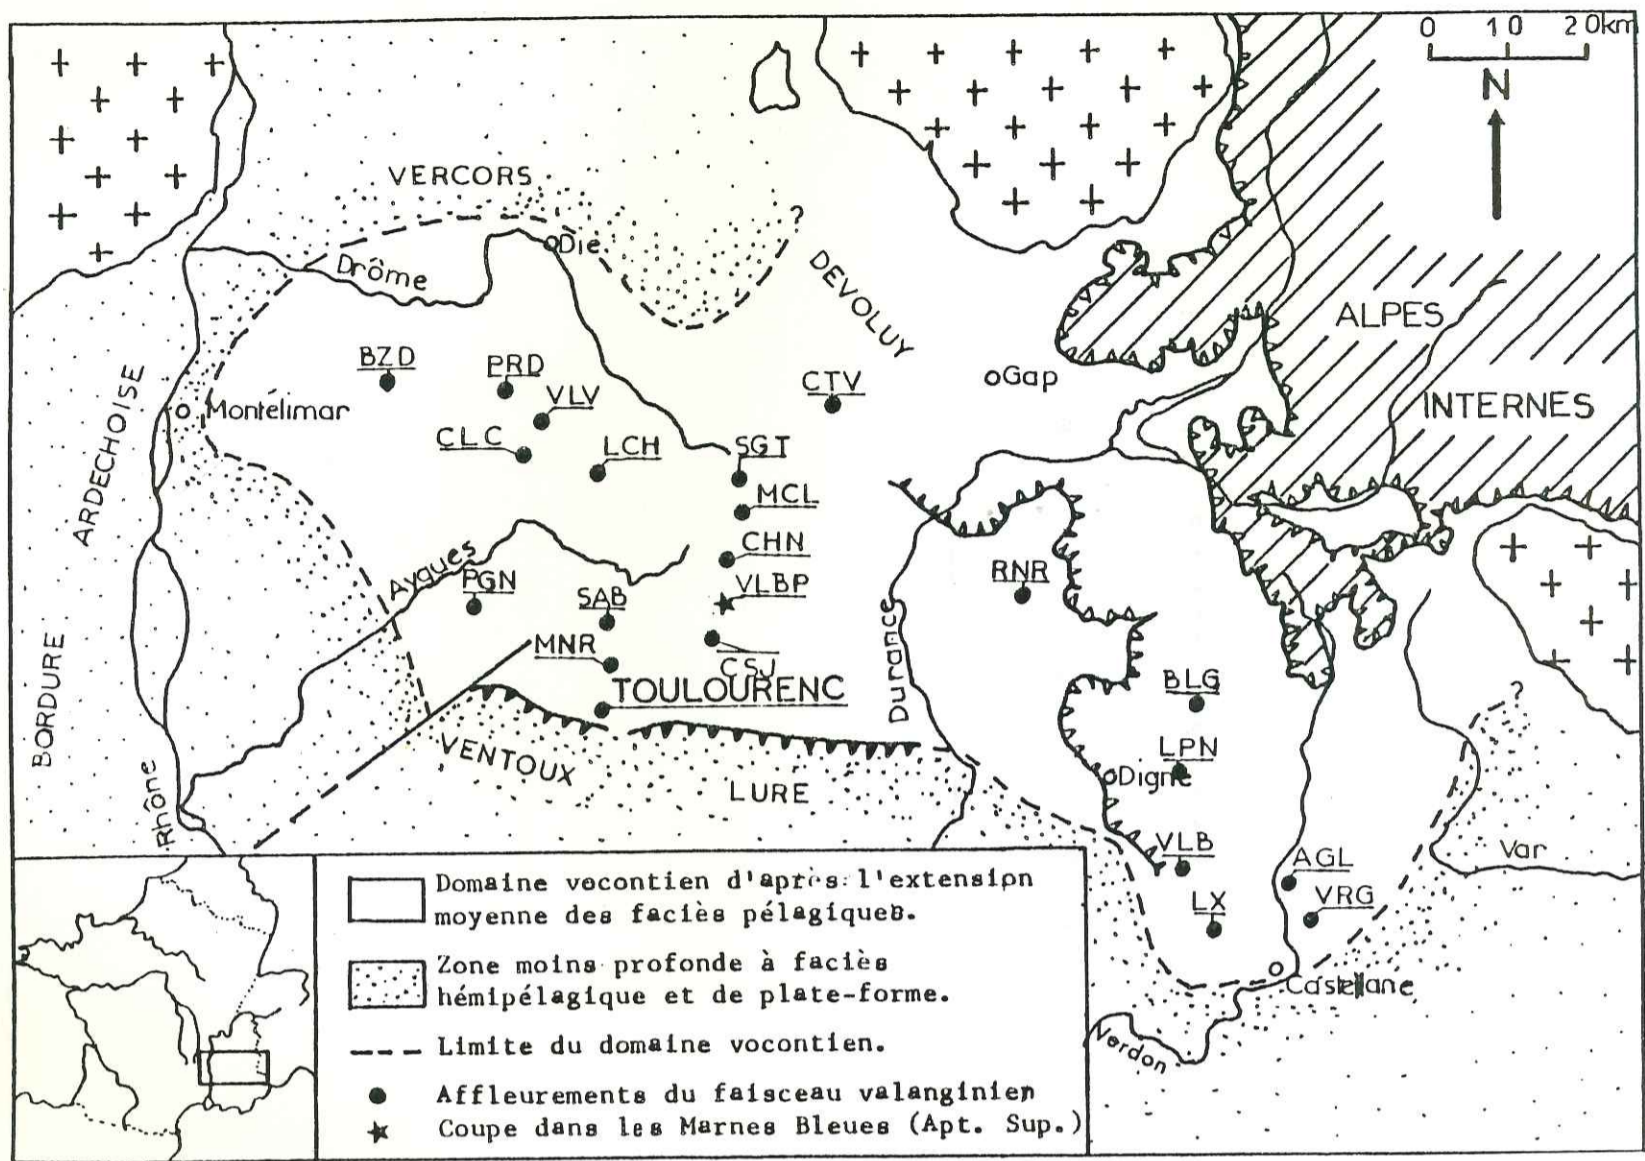 0 10 20km
N
VERCORS
?
Die
Drôme
DEVOLUY
ALPES
INTERNES
BZD
PRD
CTV
Gap
Montélimar
VLV
CLC
LCH
SGT
ARDECHOISE
BORDURE
MCL
CHN
Aygues
PGN
SAB
VLBP
RNR
MNR
CSJ
Durance
TOULOURENC
BLG
?
VENTOUX
LURE
LPN
Digne
Rhône
VLB
AGL
Var
LX
VRG
Castellane
Verdon
Domaine vocontien d'après l'extension
moyenne des faciès pélagiques.
Zone moins profonde à faciès
hémipélagique et de plate-forme.
Limite du domaine vocontien.
Affleurements du faisceau valanginien
Coupe dans les Marnes Bleues (Apt. Sup.)